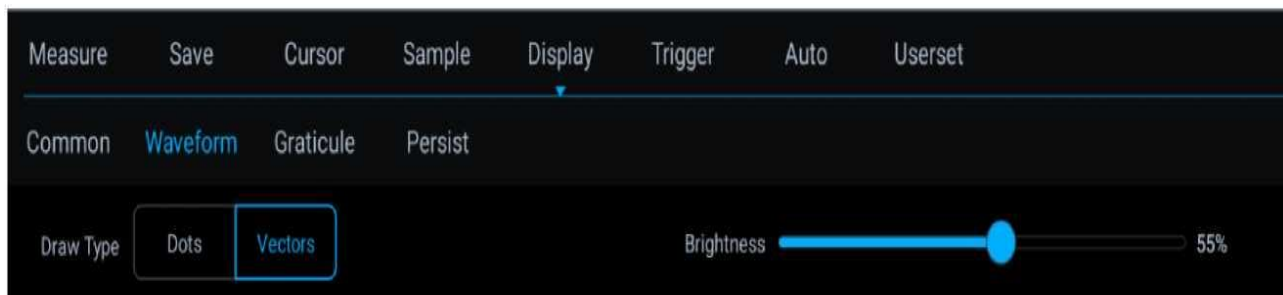 Measure Save Cursor Sample Display Trigger Auto Userset
Common Waveform Graticule Persist
Draw Type Dots Vectors Brightness 55%